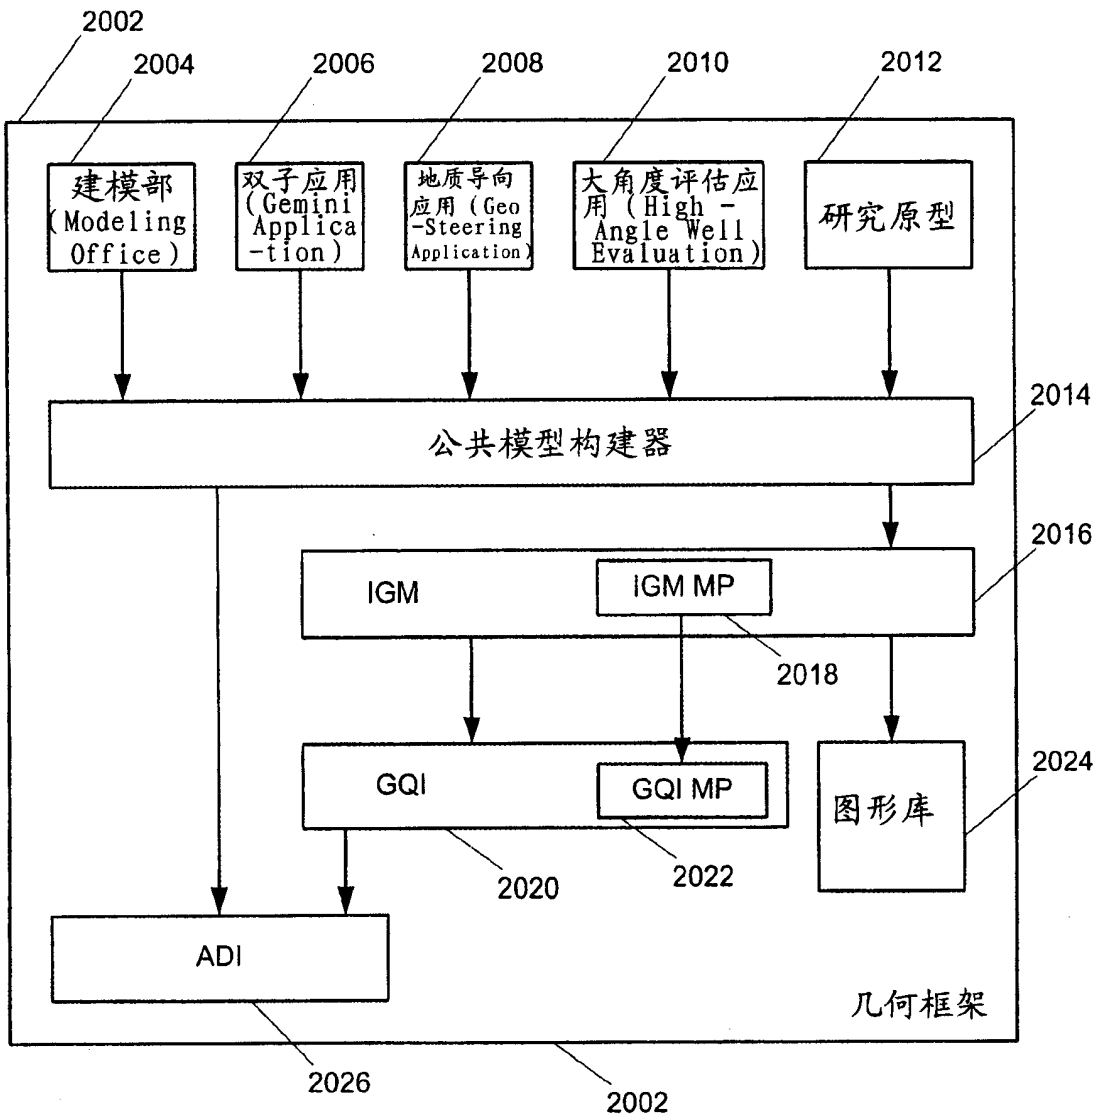 2002
2004
2006
2008
2010
2012
建模部
(Modeling
Office)
双子应用
(Gemini
Applica
-tion)
地质导向
应用(Geo
-Steering
Application)
大角度评估应
用(High -
Angle Well
Evaluation)
研究原型
2014
公共模型构建器
2016
IGM
IGM MP
2018
GQI
GQI MP
2024
图形库
2020
2022
ADI
几何框架
2026
2002